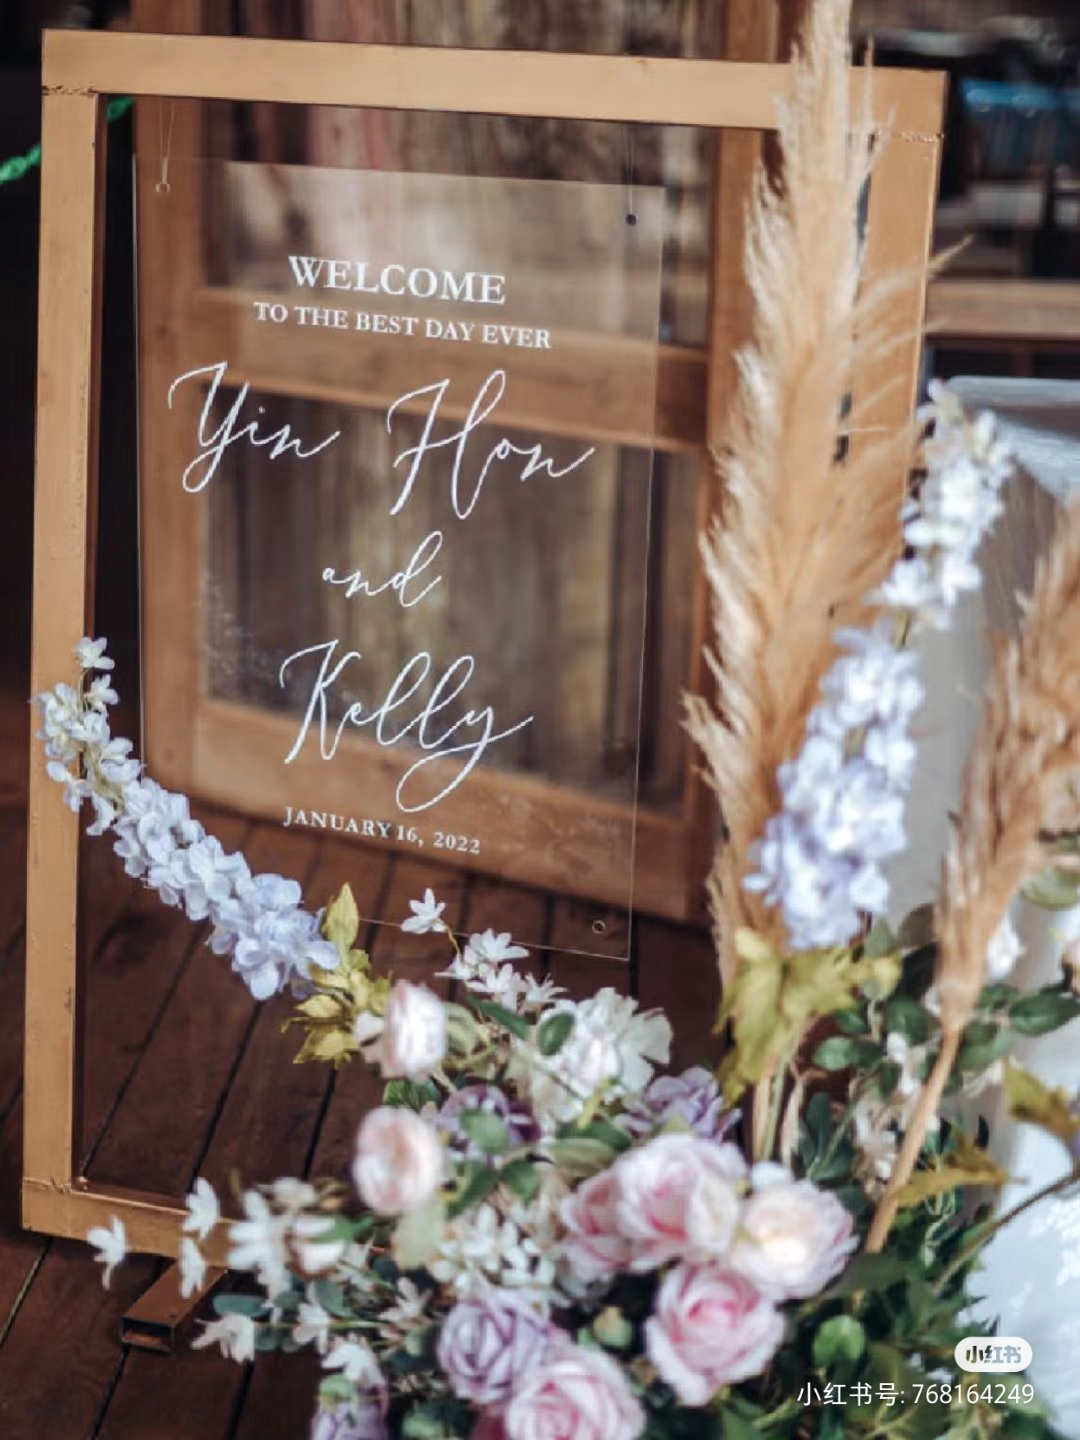 WELCOME
TO THE BEST DAY EVER
Yin Hon
and
Kelly
JANUARY 16, 2022
小红书
小红书号: 768164249